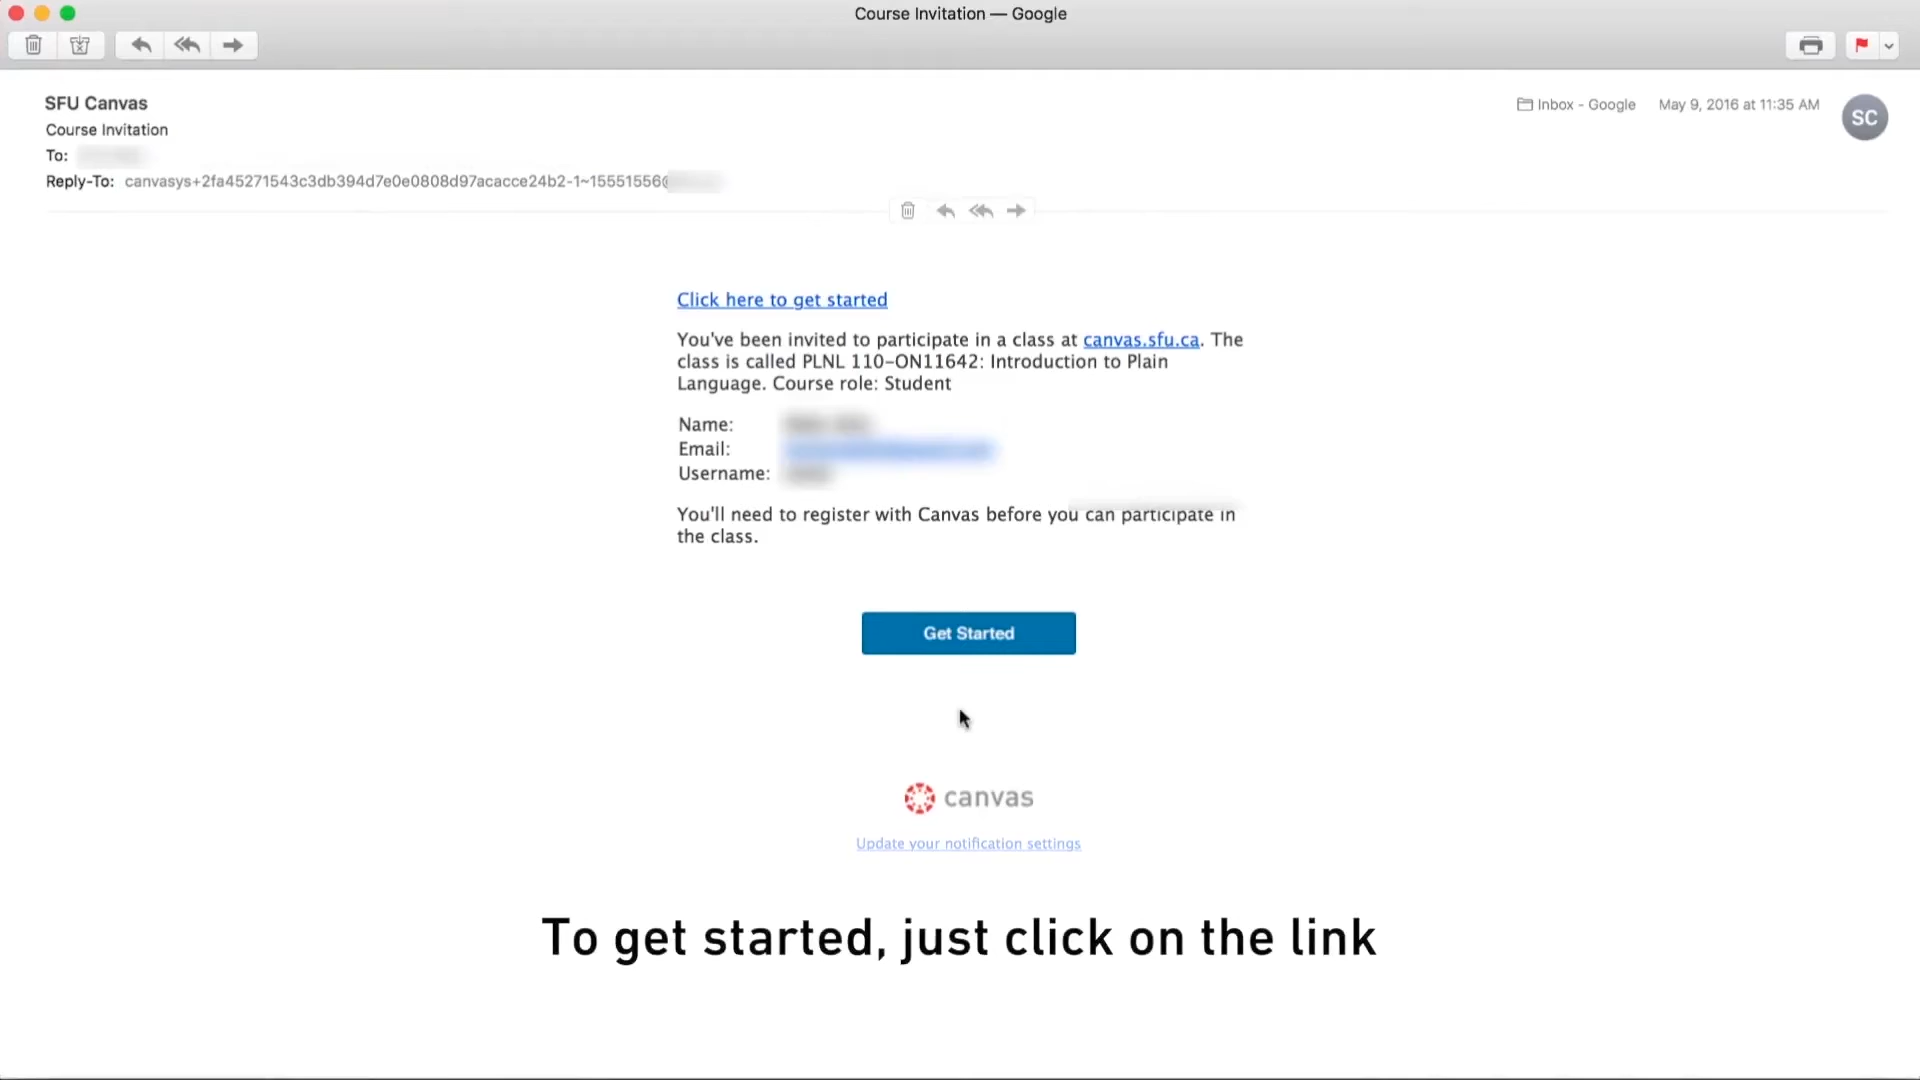 Course Invitation — Google
SFU Canvas
Inbox - Google May 9, 2016 at 11:35 AM
SC
Course Invitation
To:
Reply-To: canvasys+2fa45271543c3db394d7e0e0808d97acacce24b2-1~15551556@
Click here to get started
You've been invited to participate in a class at canvas.sfu.ca. The
class is called PLNL 110-ON11642: Introduction to Plain
Language. Course role: Student
Name:
Email:
Username:
You'll need to register with Canvas before you can participate in
the class.
Get Started
canvas
Update your notification settings
To get started, just click on the link